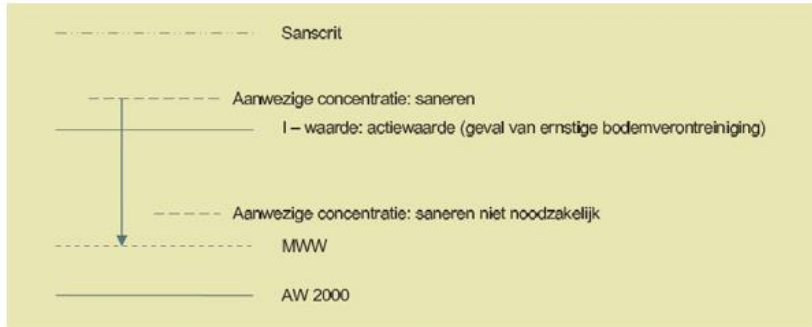 Sanscrit
Aanwezige concentratie: saneren
I – waarde: actiewaarde (geval van ernstige bodemverontreiniging)
Aanwezige concentratie: saneren niet noodzakelijk
MWW
AW 2000